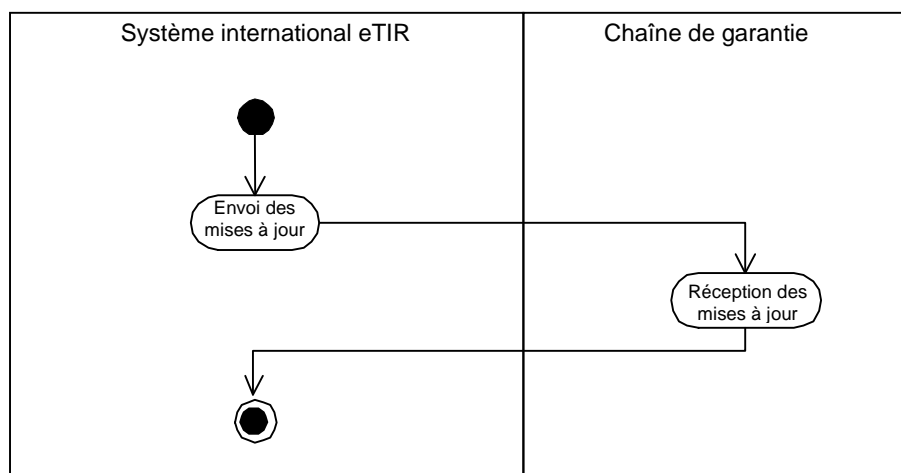 Système international eTIR
Chaîne de garantie
Envoi des
mises à jour
Réception des
mises à jour